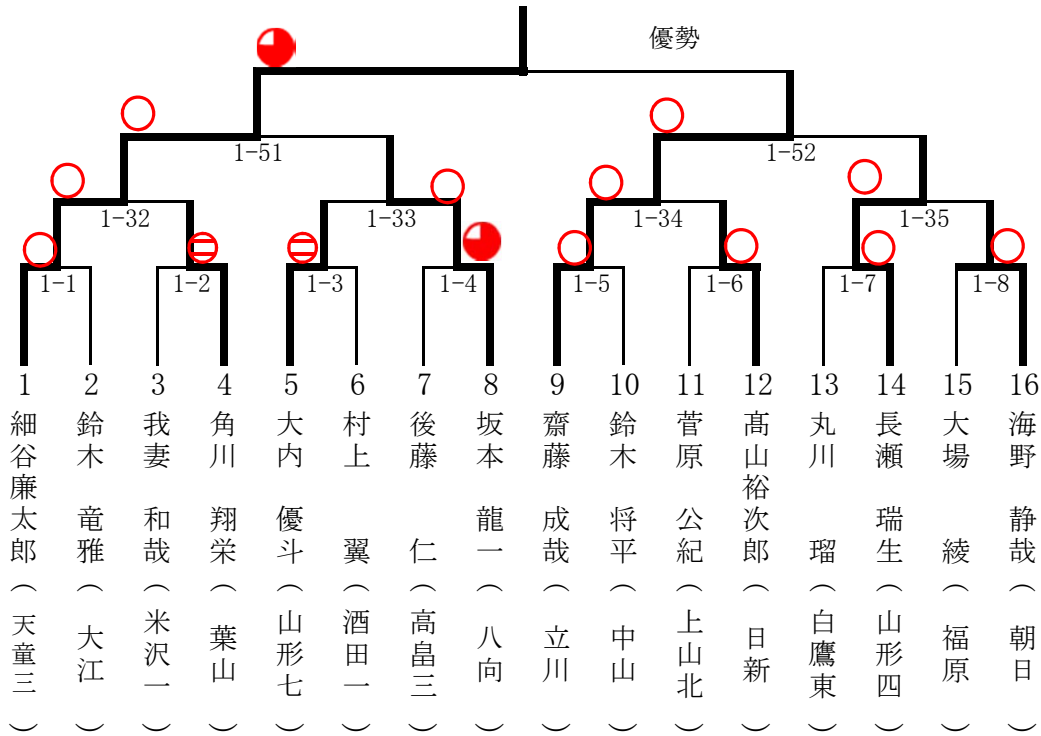 優勢
1-51
1-52
1-32
1-33
1-34
1-35
1-1
1-2
1-3
1-4
1-5
1-6
1-7
1-8
1
2
3
4
5
6
7
8
9
10
11
12
13
14
15
16
細谷廉太郎(天童三)
鈴木 竜雅(大江)
我妻 和哉(米沢一)
角川 翔栄(葉山)
大内 優斗(山形七)
村上 翼(酒田一)
後藤 仁(高畠三)
坂本 龍一(八向)
齋藤 成哉(立川)
鈴木 将平(中山)
菅原 公紀(上山北)
髙山裕次郎(日新)
丸川 瑠(白鷹東)
長瀬 瑞生(山形四)
大場 綾(福原)
海野 静哉(朝日)